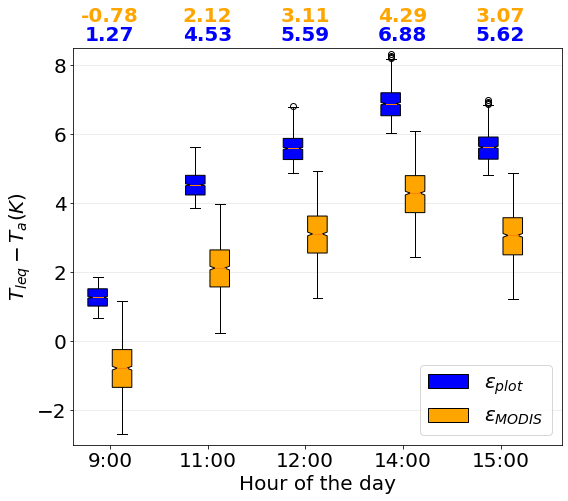 -0.78 2.12 3.11 4.29 3.07
1.27 4.53 5.59 6.88 5.62
8
6
4
2
0
−2
T_leq − T_a(K)
ε_plot
ε_MODIS
9:00 11:00 12:00 14:00 15:00
Hour of the day